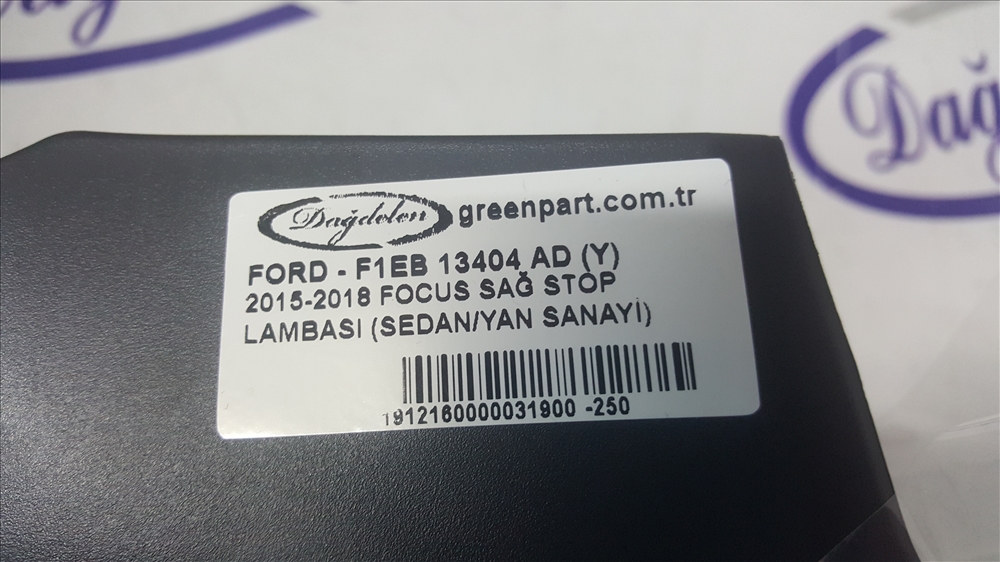 Dağ
Dağdelen greenpart.com.tr
FORD - F1EB 13404 AD (Y)
2015-2018 FOCUS SAĞ STOP
LAMBASI (SEDAN/YAN SANAYİ)
1912160000031900 -250